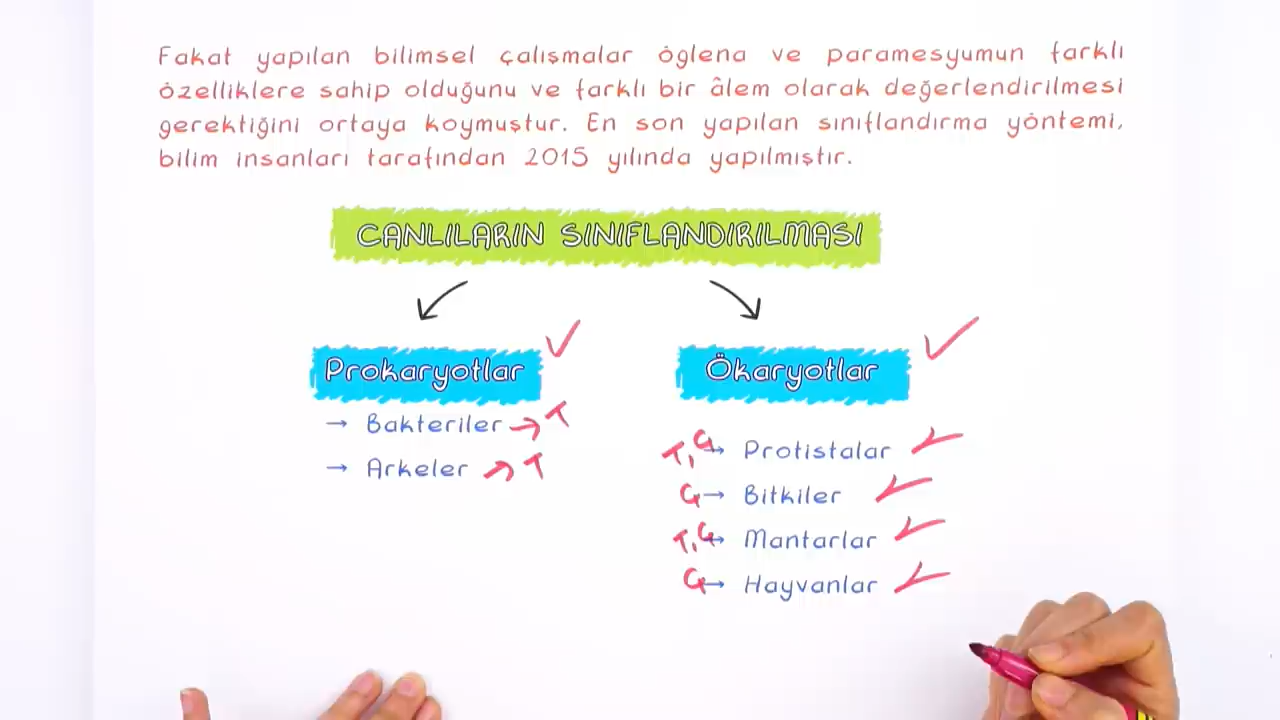 Fakat yapılan bilimsel çalışmalar öglena ve paramesyumun farklı
özelliklere sahip olduğunu ve farklı bir âlem olarak değerlendirilmesi
gerektiğini ortaya koymuştur. En son yapılan sınıflandırma yöntemi,
bilim insanları tarafından 2015 yılında yapılmıştır.
CANLILARIN SINIFLANDIRILMASI
Prokaryotlar
→ Bakteriler → T
→ Arkeler → T
Ökaryotlar
T, G → Protistalar
G → Bitkiler
T, G → Mantarlar
G → Hayvanlar